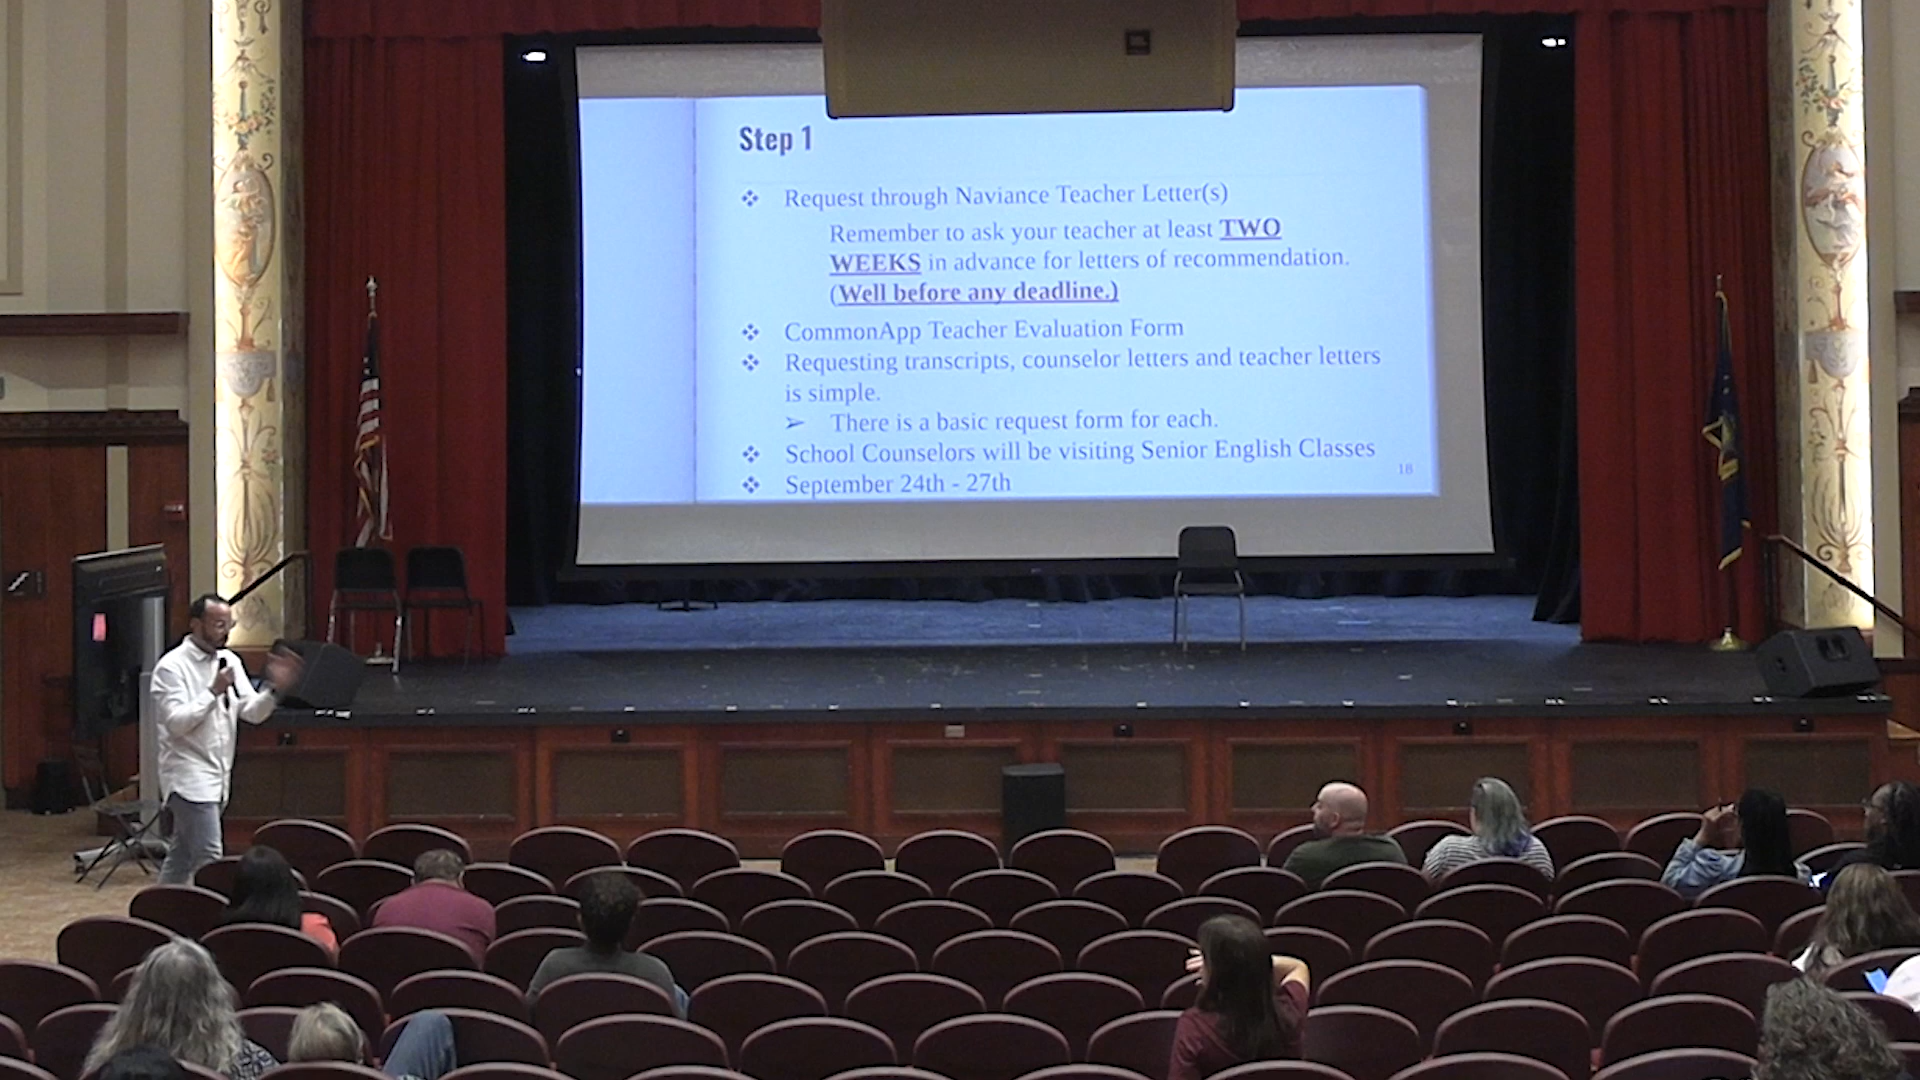 Step 1
❖ Request through Naviance Teacher Letter(s)
Remember to ask your teacher at least TWO
WEEKS in advance for letters of recommendation.
(Well before any deadline.)
❖ CommonApp Teacher Evaluation Form
❖ Requesting transcripts, counselor letters and teacher letters
is simple.
➢ There is a basic request form for each.
❖ School Counselors will be visiting Senior English Classes
❖ September 24th - 27th
18